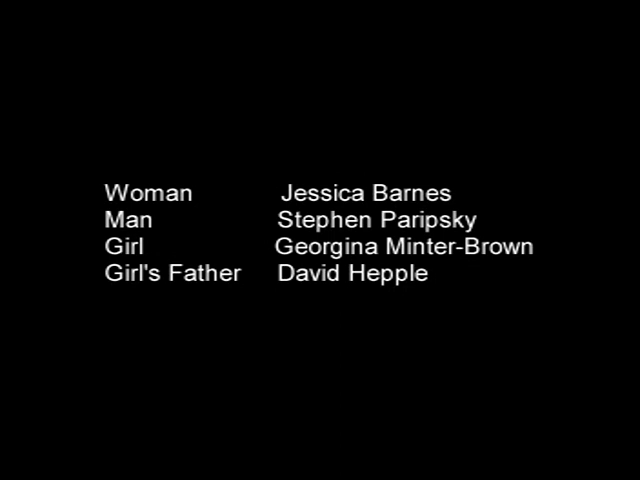 Woman Jessica Barnes
Man Stephen Paripsky
Girl Georgina Minter-Brown
Girl's Father David Hepple